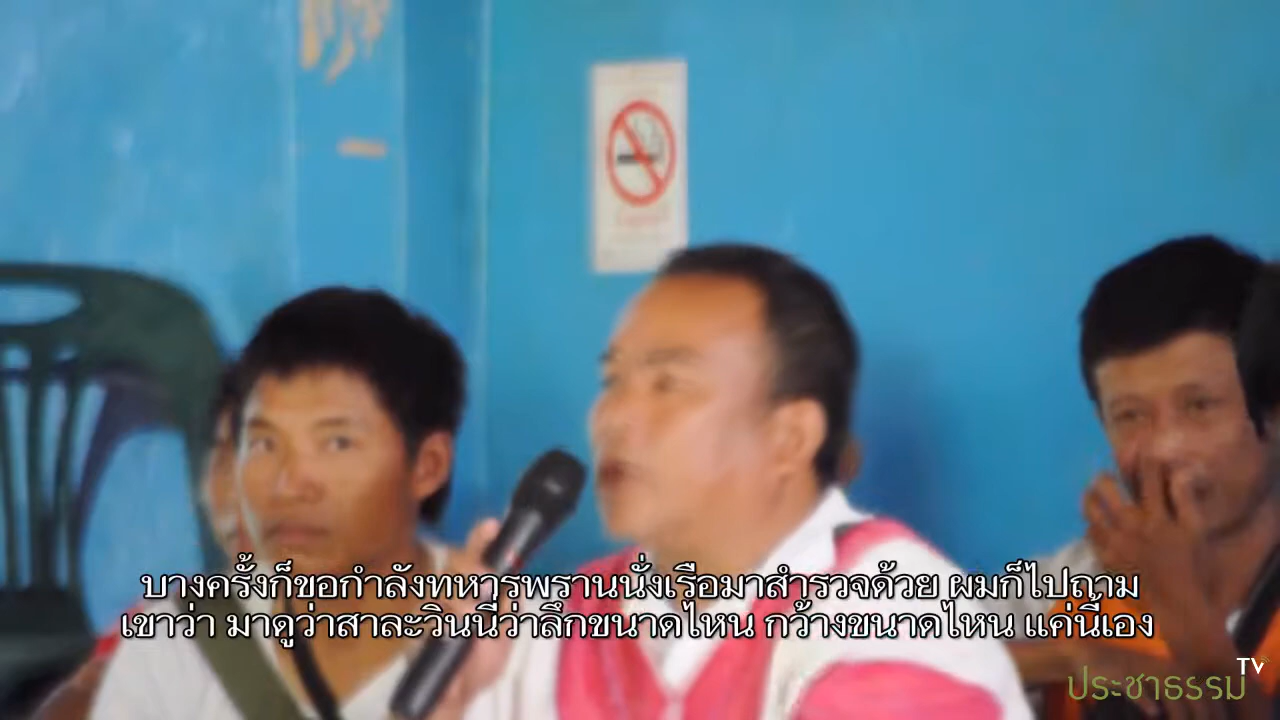 บางครั้งก็ขอกำลังทหารพรานนั่งเรือมาสำรวจด้วย ผมก็ไปถาม
เขาว่า มาดูว่าสาละวินนี่ว่าลึกขนาดไหน กว้างขนาดไหน แค่นี้เอง
ประชาธรรม TV